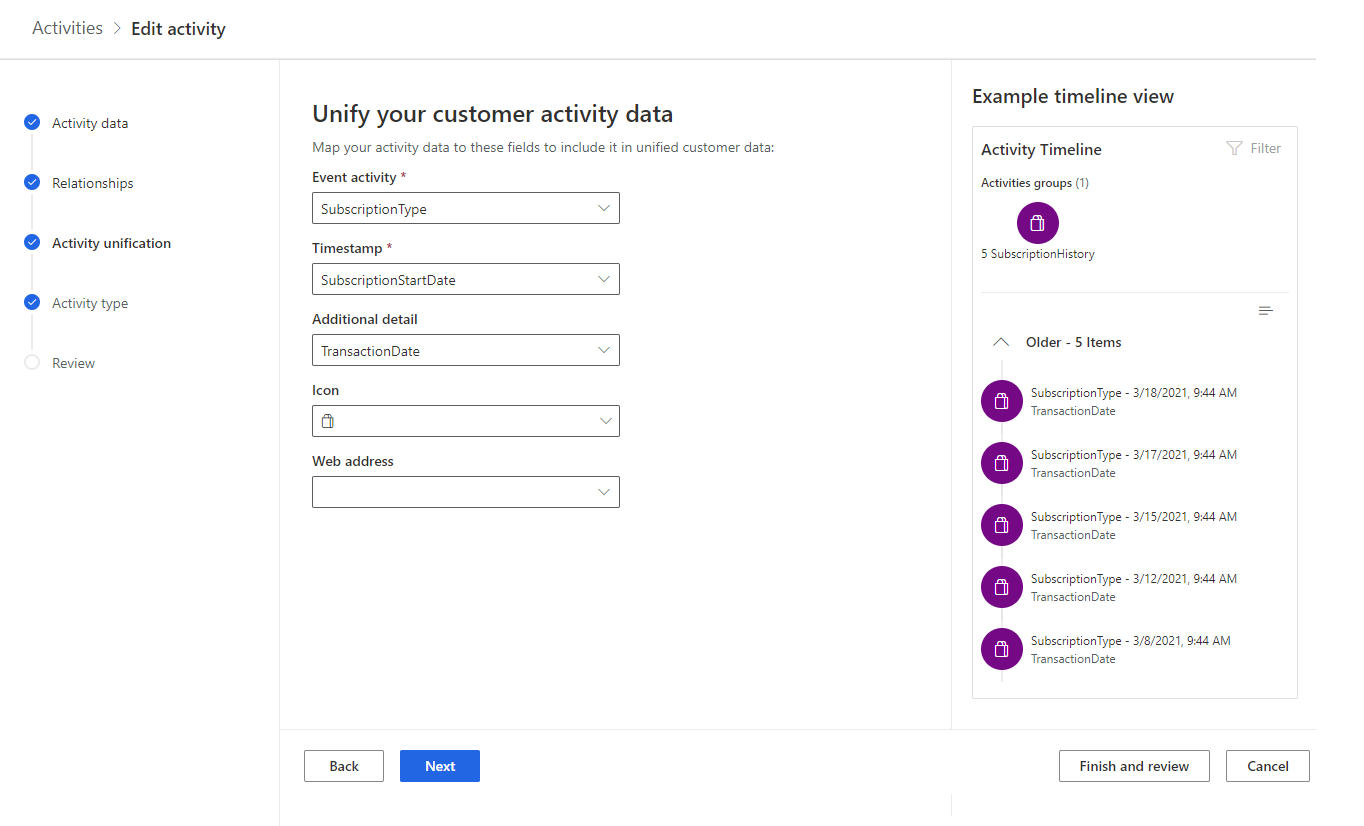 Activities > Edit activity
Activity data
Relationships
Activity unification
Activity type
Review
Unify your customer activity data
Map your activity data to these fields to include it in unified customer data:
Event activity *
SubscriptionType
Timestamp *
SubscriptionStartDate
Additional detail
TransactionDate
Icon
Web address
Back
Next
Example timeline view
Activity Timeline
Filter
Activities groups (1)
5 SubscriptionHistory
Older - 5 Items
SubscriptionType - 3/18/2021, 9:44 AM
TransactionDate
SubscriptionType - 3/17/2021, 9:44 AM
TransactionDate
SubscriptionType - 3/15/2021, 9:44 AM
TransactionDate
SubscriptionType - 3/12/2021, 9:44 AM
TransactionDate
SubscriptionType - 3/8/2021, 9:44 AM
TransactionDate
Finish and review
Cancel